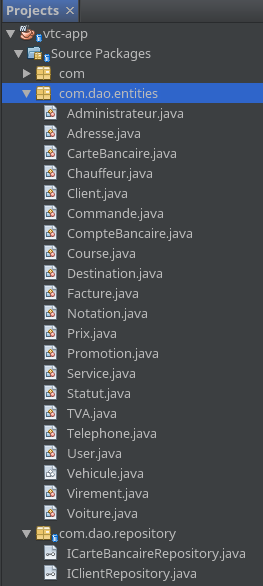 Projects
vtc-app
Source Packages
com
com.dao.entities
Administrateur.java
Adresse.java
CarteBancaire.java
Chauffeur.java
Client.java
Commande.java
CompteBancaire.java
Course.java
Destination.java
Facture.java
Notation.java
Prix.java
Promotion.java
Service.java
Statut.java
TVA.java
Telephone.java
User.java
Vehicule.java
Virement.java
Voiture.java
com.dao.repository
ICarteBancaireRepository.java
IClientRepository.java